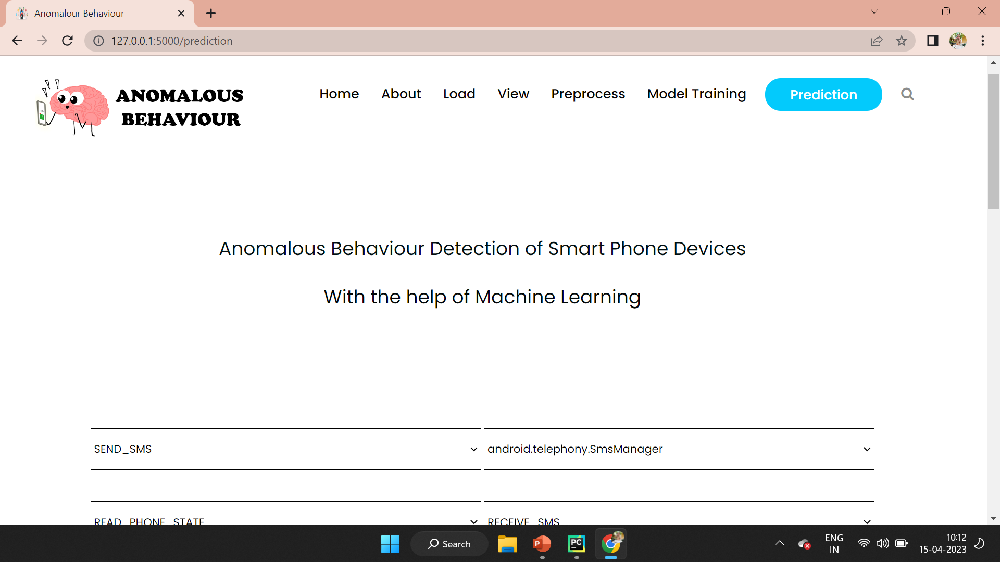 Anomalour Behaviour
127.0.0.1:5000/prediction
ANOMALOUS
BEHAVIOUR
Home About Load View Preprocess Model Training Prediction
Anomalous Behaviour Detection of Smart Phone Devices
With the help of Machine Learning
SEND_SMS android.telephony.SmsManager
READ_PHONE_STATE RECEIVE_SMS
P
PC
Search
ENG
IN
10:12
15-04-2023